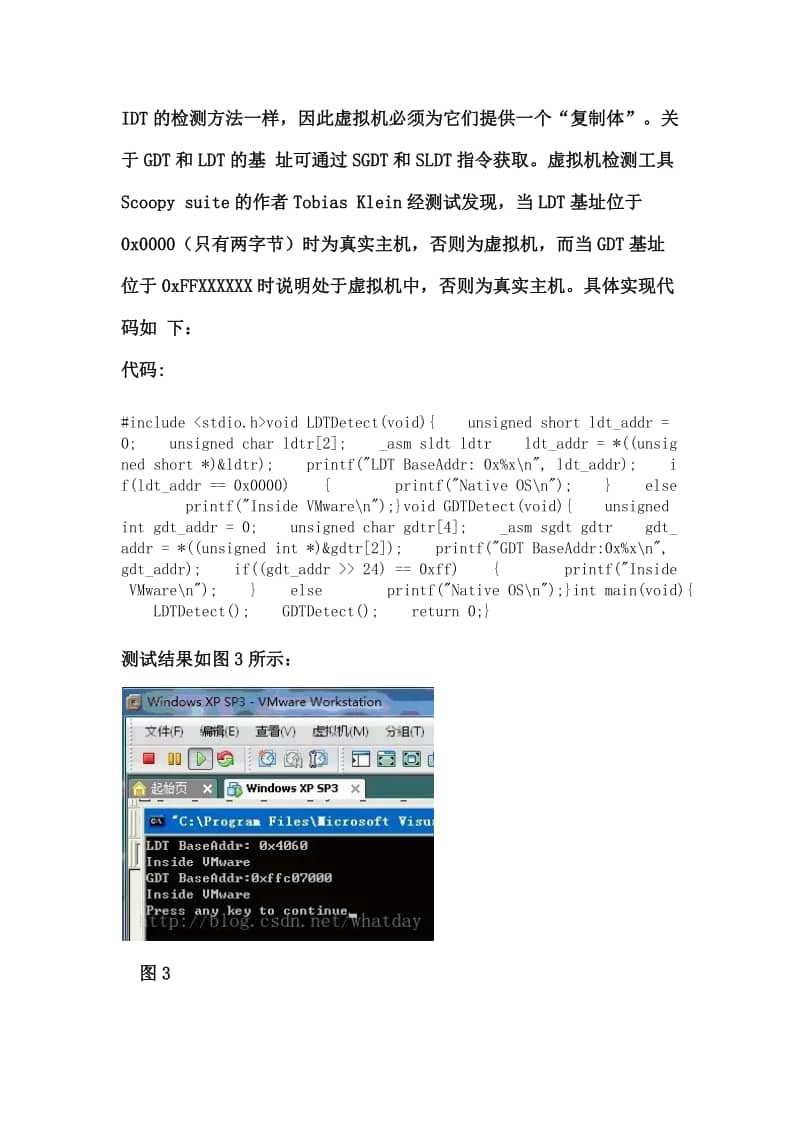 IDT 的检测方法一样，因此虚拟机必须为它们提供一个“复制体”。关
于 GDT 和 LDT 的基 址可通过 SGDT 和 SLDT 指令获取。虚拟机检测工具
Scoopy suite 的作者 Tobias Klein 经测试发现，当 LDT 基址位于
0x0000（只有两字节）时为真实主机，否则为虚拟机，而当 GDT 基址
位于 0xFFXXXXXX 时说明处于虚拟机中，否则为真实主机。具体实现代
码如 下：
代码:
#include <stdio.h>void LDTDetect(void){    unsigned short ldt_addr =
0;    unsigned char ldtr[2];    _asm sldt ldtr    ldt_addr = *((unsig
ned short *)&ldtr);    printf("LDT BaseAddr: 0x%x\n", ldt_addr);    i
f(ldt_addr == 0x0000)    {        printf("Native OS\n");    }    else
        printf("Inside VMware\n");}void GDTDetect(void){    unsigned
int gdt_addr = 0;    unsigned char gdtr[4];    _asm sgdt gdtr    gdt_
addr = *((unsigned int *)&gdtr[2]);    printf("GDT BaseAddr:0x%x\n",
gdt_addr);    if((gdt_addr >> 24) == 0xff)    {        printf("Inside
 VMware\n");    }    else        printf("Native OS\n");}int main(void){
    LDTDetect();    GDTDetect();    return 0;}
测试结果如图 3 所示：
Windows XP SP3 - VMware Workstation
文件(F) 编辑(E) 查看(V) 虚拟机(M) 分组(T)
起始页 Windows XP SP3
"C:\Program Files\Microsoft Visu
LDT BaseAddr: 0x4060
Inside VMware
GDT BaseAddr:0xffc07000
Inside VMware
Press any key to continue_
http://blog.csdn.net/whatday
图 3